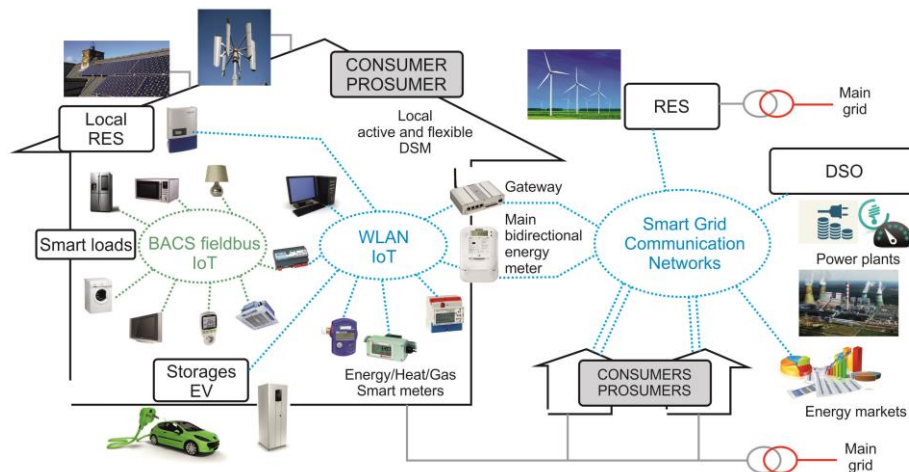 CONSUMER
PROSUMER
Local
active and flexible
DSM
Local
RES
RES
Main
grid
DSO
Gateway
Main
bidirectional
energy
meter
Smart loads
BACS fieldbus
IoT
WLAN
IoT
Smart Grid
Communication
Networks
Power plants
Storages
EV
Energy/Heat/Gas
Smart meters
CONSUMERS
PROSUMERS
Energy markets
Main
grid